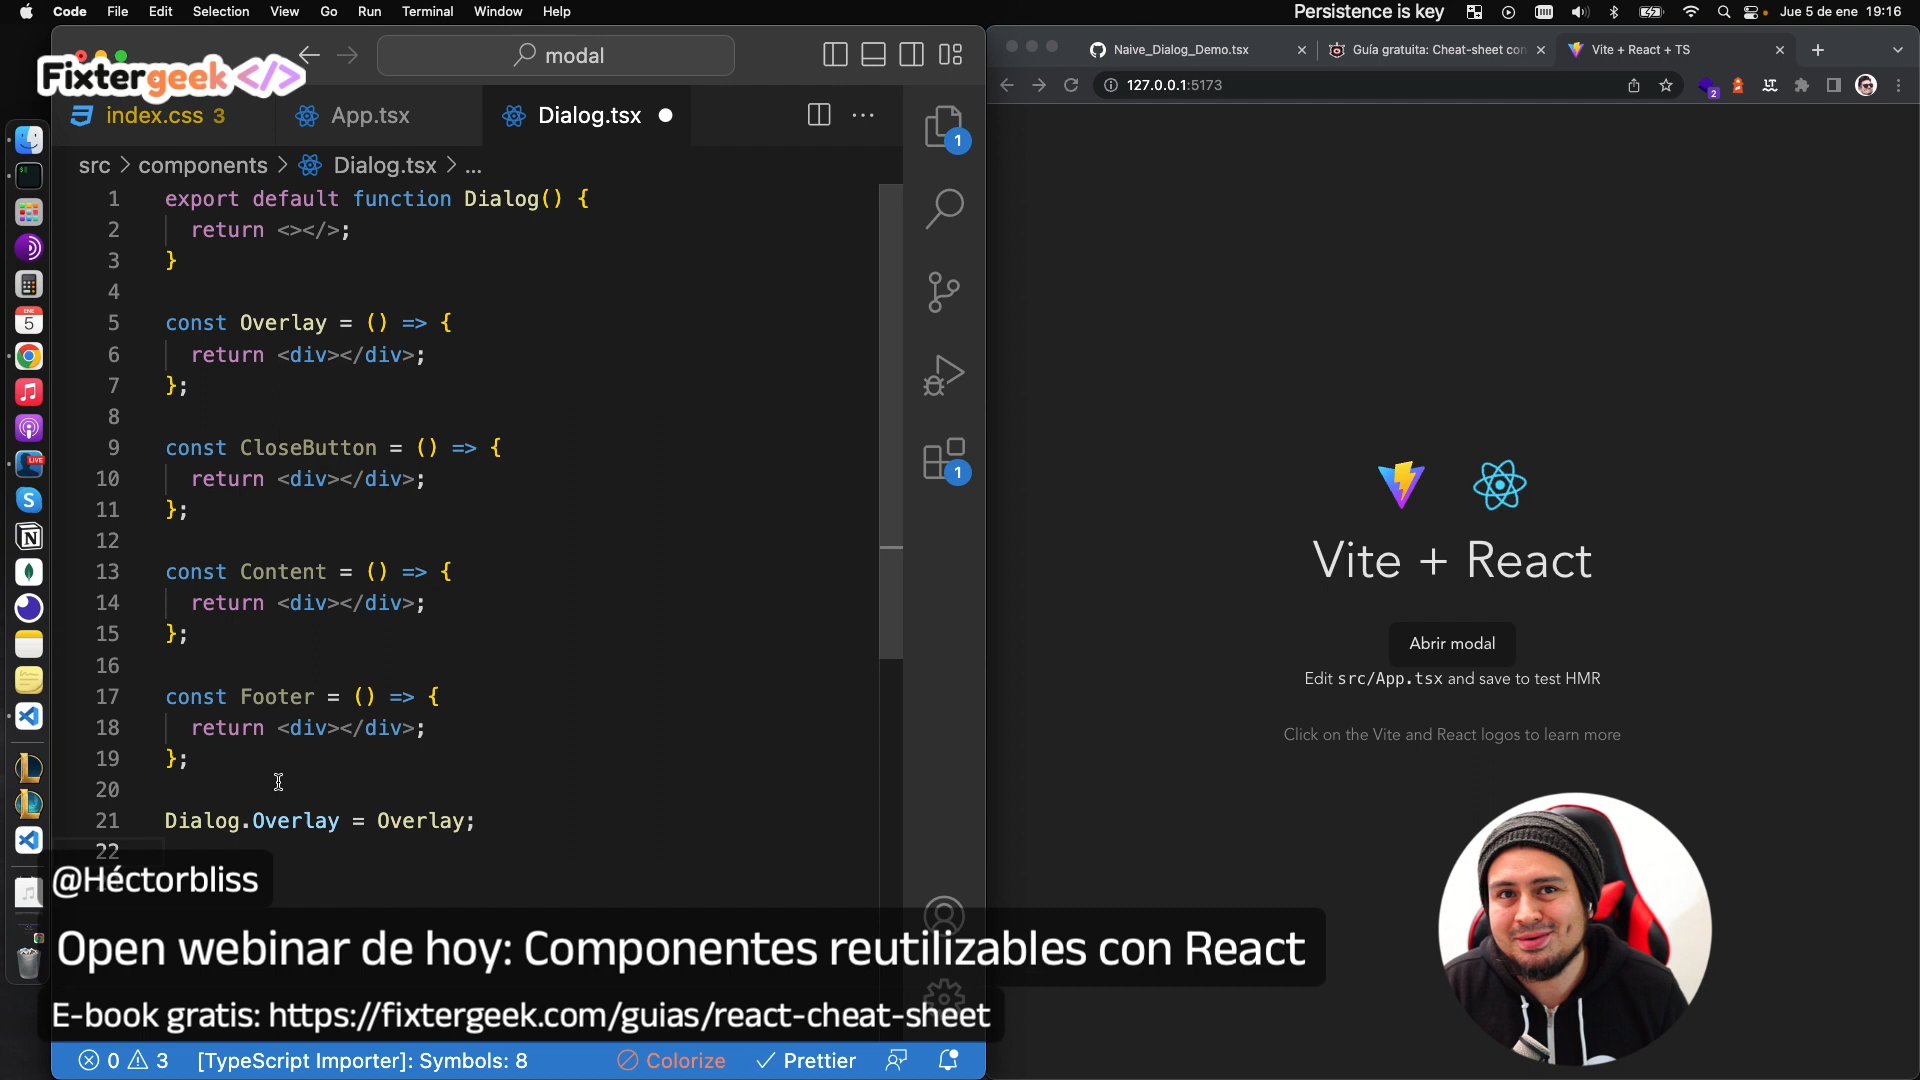 Code File Edit Selection View Go Run Terminal Window Help
Persistence is key
Jue 5 de ene 19:16
Fixtergeek </>
modal
Naive_Dialog_Demo.tsx
Guía gratuita: Cheat-sheet con
Vite + React + TS
127.0.0.1:5173
2
index.css 3
App.tsx
Dialog.tsx
src > components > Dialog.tsx > ...
1 export default function Dialog() {
2 return <></>;
3 }
4
5 const Overlay = () => {
6 return <div></div>;
7 };
8
9 const CloseButton = () => {
10 return <div></div>;
11 };
12
13 const Content = () => {
14 return <div></div>;
15 };
16
17 const Footer = () => {
18 return <div></div>;
19 };
20
21 Dialog.Overlay = Overlay;
22
1
1
ENE
5
LIVE
Vite + React
Abrir modal
Edit src/App.tsx and save to test HMR
Click on the Vite and React logos to learn more
@Héctorbliss
Open webinar de hoy: Componentes reutilizables con React
E-book gratis: https://fixtergeek.com/guias/react-cheat-sheet
0 3 [TypeScript Importer]: Symbols: 8
Colorize
Prettier